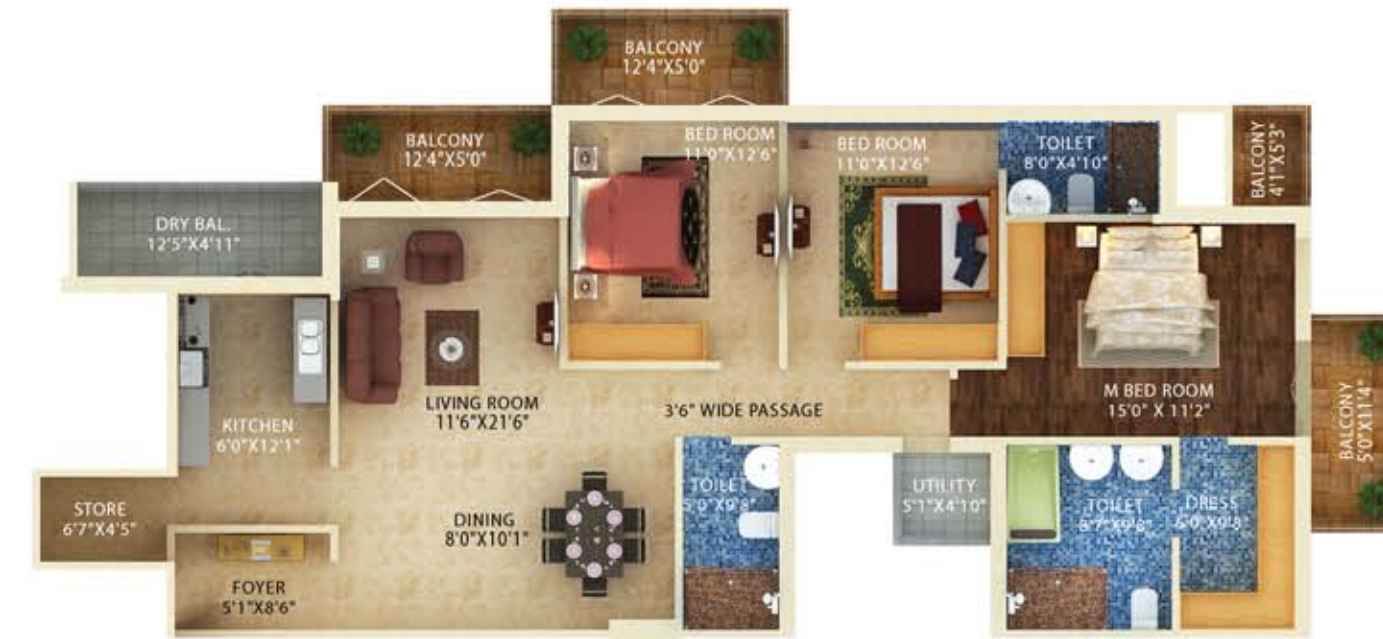 BALCONY
12'4"X5'0"
BALCONY
12'4"X5'0"
BED ROOM
11'0"X12'6"
BED ROOM
11'0"X12'6"
TOILET
8'0"X4'10"
BALCONY
4'1"X5'3"
DRY BAL.
12'5"X4'11"
LIVING ROOM
11'6"X21'6"
3'6" WIDE PASSAGE
M BED ROOM
15'0" X 11'2"
BALCONY
5'0"X11'4"
KITCHEN
6'0"X12'1"
STORE
6'7"X4'5"
DINING
8'0"X10'1"
TOILET
5'0"X9'8"
UTILITY
5'1"X4'10"
TOILET
8'7"X9'8"
DRESS
6'0"X9'8"
FOYER
5'1"X8'6"